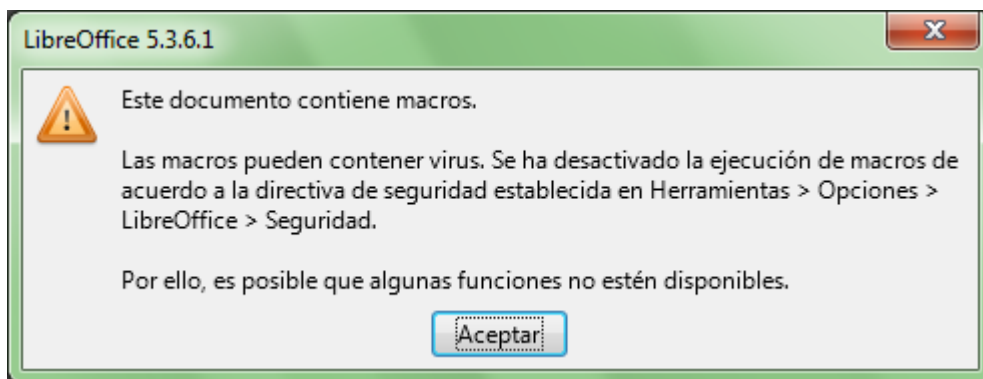 LibreOffice 5.3.6.1
Este documento contiene macros.
Las macros pueden contener virus. Se ha desactivado la ejecución de macros de
acuerdo a la directiva de seguridad establecida en Herramientas > Opciones >
LibreOffice > Seguridad.
Por ello, es posible que algunas funciones no estén disponibles.
Aceptar